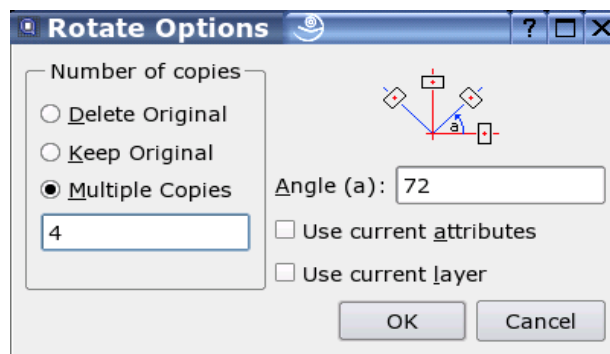 Rotate Options
Number of copies
Delete Original
Keep Original
Multiple Copies
4
a
Angle (a): 72
Use current attributes
Use current layer
OK Cancel